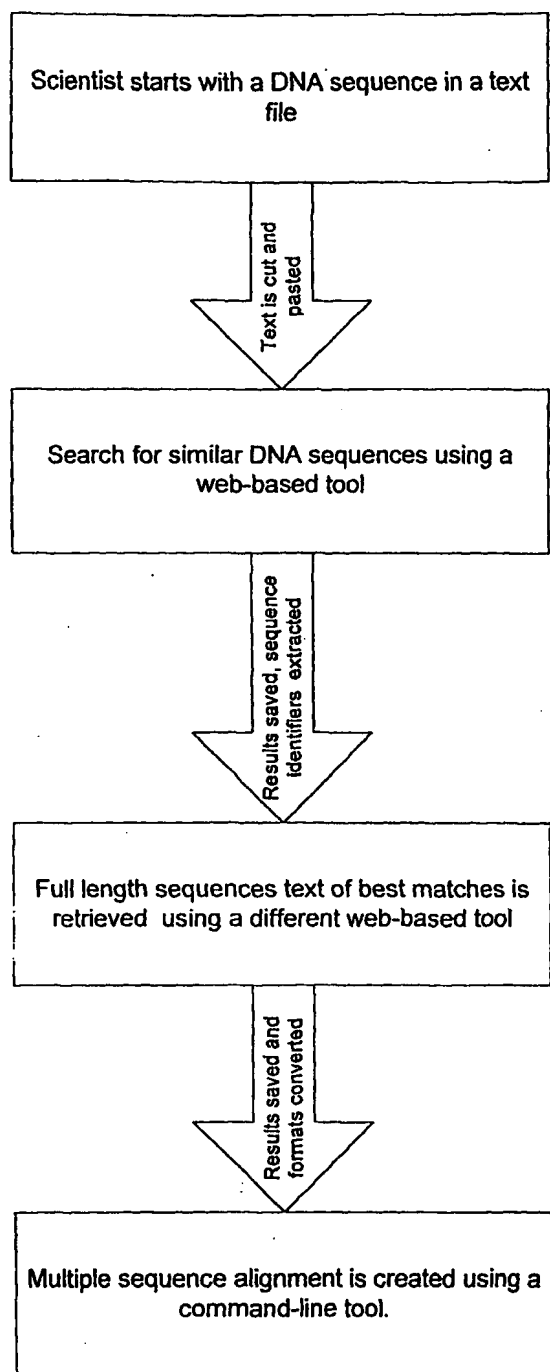 Scientist starts with a DNA sequence in a text
file
Text is cut and
pasted
Search for similar DNA sequences using a
web-based tool
Results saved, sequence
identifiers extracted
Full length sequences text of best matches is
retrieved using a different web-based tool
Results saved and
formats converted
Multiple sequence alignment is created using a
command-line tool.